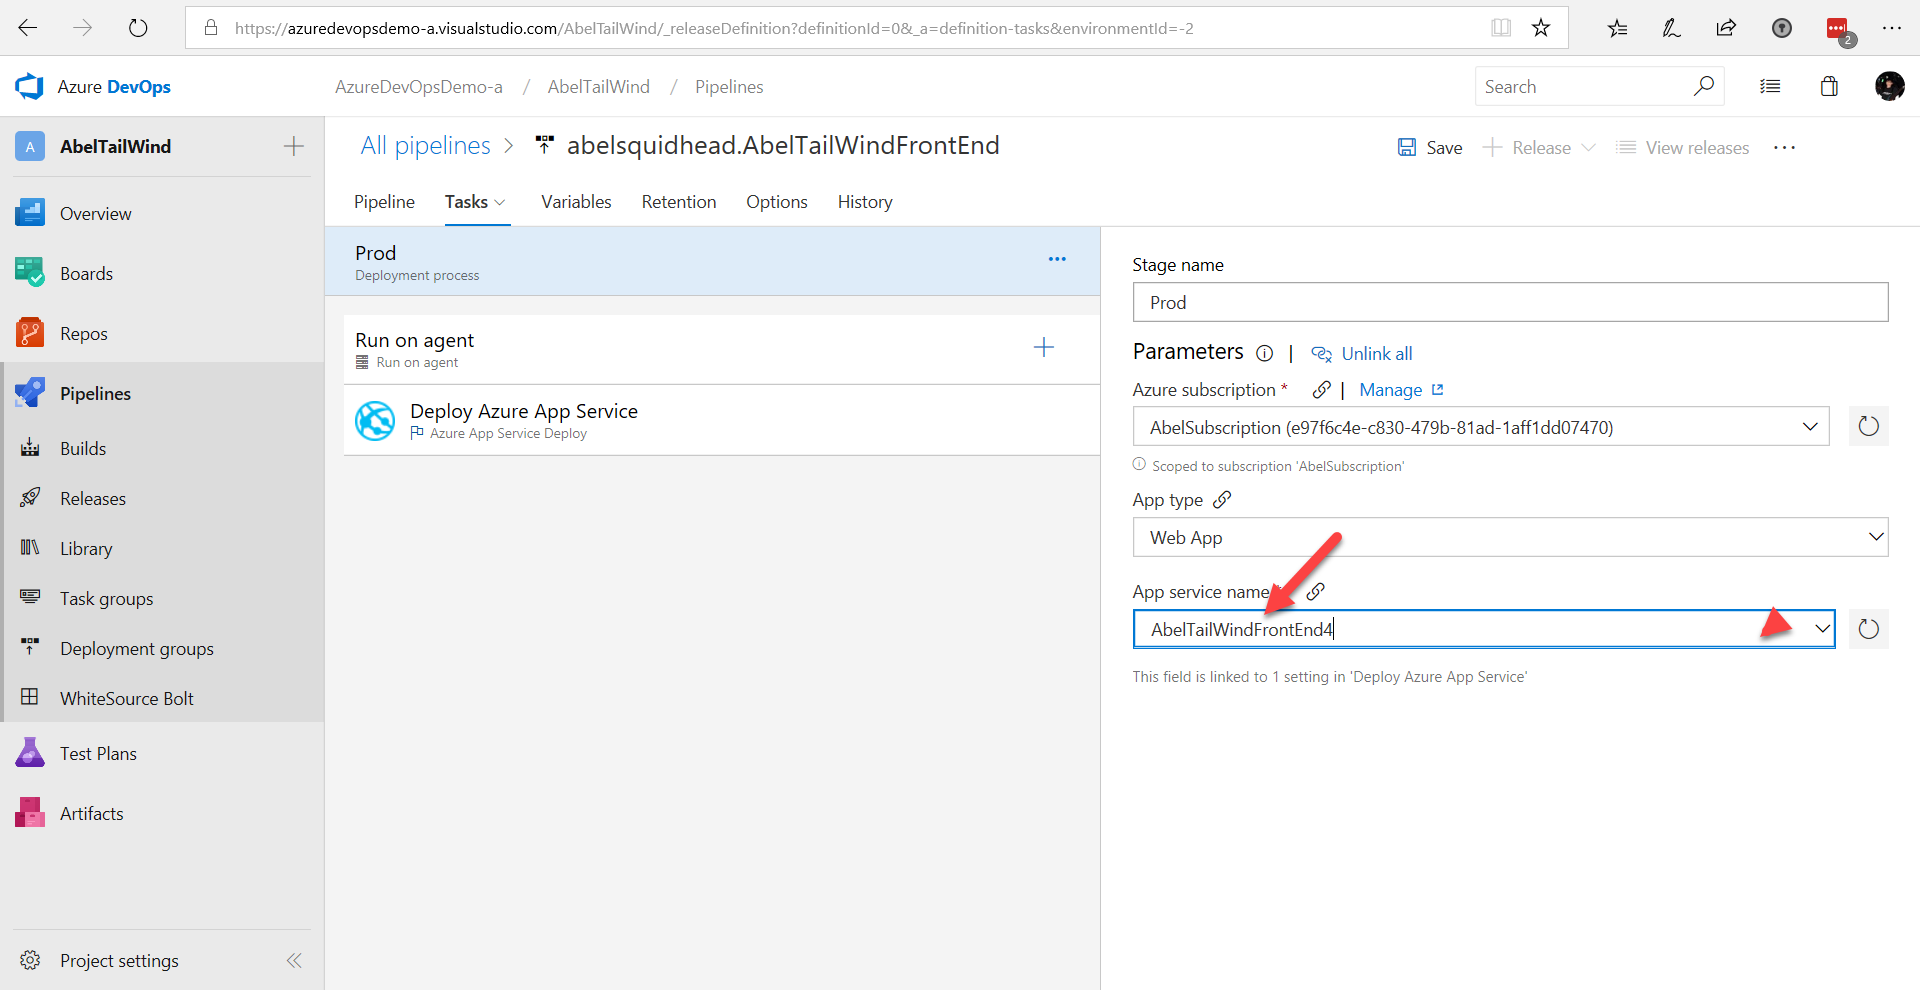 https://azuredevopsdemo-a.visualstudio.com/AbelTailWind/_releaseDefinition?definitionId=0&_a=definition-tasks&environmentId=-2
2
Azure DevOps
AzureDevOpsDemo-a / AbelTailWind / Pipelines
Search
A AbelTailWind
Overview
Boards
Repos
Pipelines
Builds
Releases
Library
Task groups
Deployment groups
WhiteSource Bolt
Test Plans
Artifacts
Project settings
All pipelines > abelsquidhead.AbelTailWindFrontEnd
Save
Release
View releases
Pipeline
Tasks
Variables
Retention
Options
History
Prod
Deployment process
Run on agent
Run on agent
Deploy Azure App Service
Azure App Service Deploy
Stage name
Prod
Parameters | Unlink all
Azure subscription * | Manage
AbelSubscription (e97f6c4e-c830-479b-81ad-1aff1dd07470)
Scoped to subscription 'AbelSubscription'
App type
Web App
App service name
AbelTailWindFrontEnd4
This field is linked to 1 setting in 'Deploy Azure App Service'